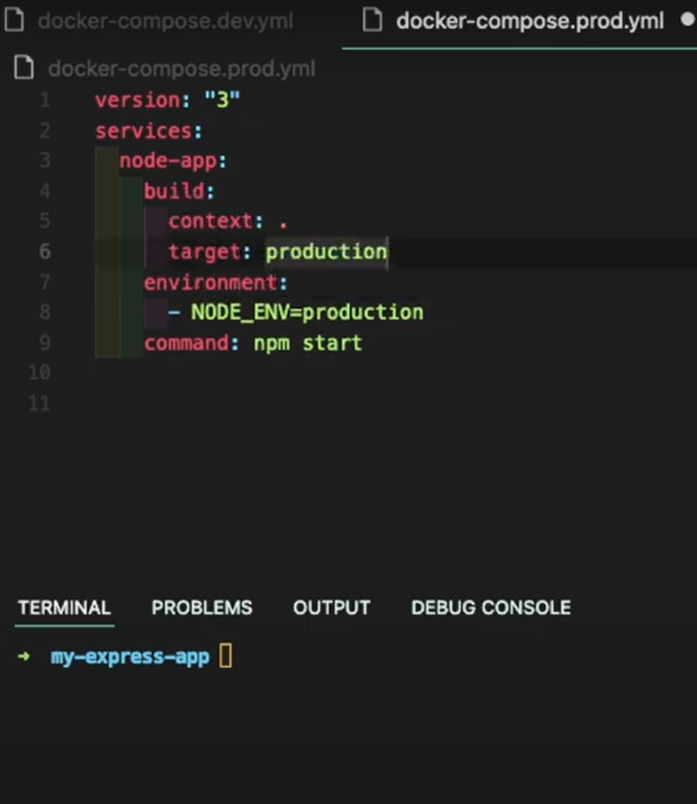 docker-compose.dev.yml docker-compose.prod.yml
docker-compose.prod.yml
1 version: "3"
2 services:
3   node-app:
4     build:
5       context: .
6       target: production
7     environment:
8       - NODE_ENV=production
9     command: npm start
10
11
TERMINAL PROBLEMS OUTPUT DEBUG CONSOLE
→ my-express-app